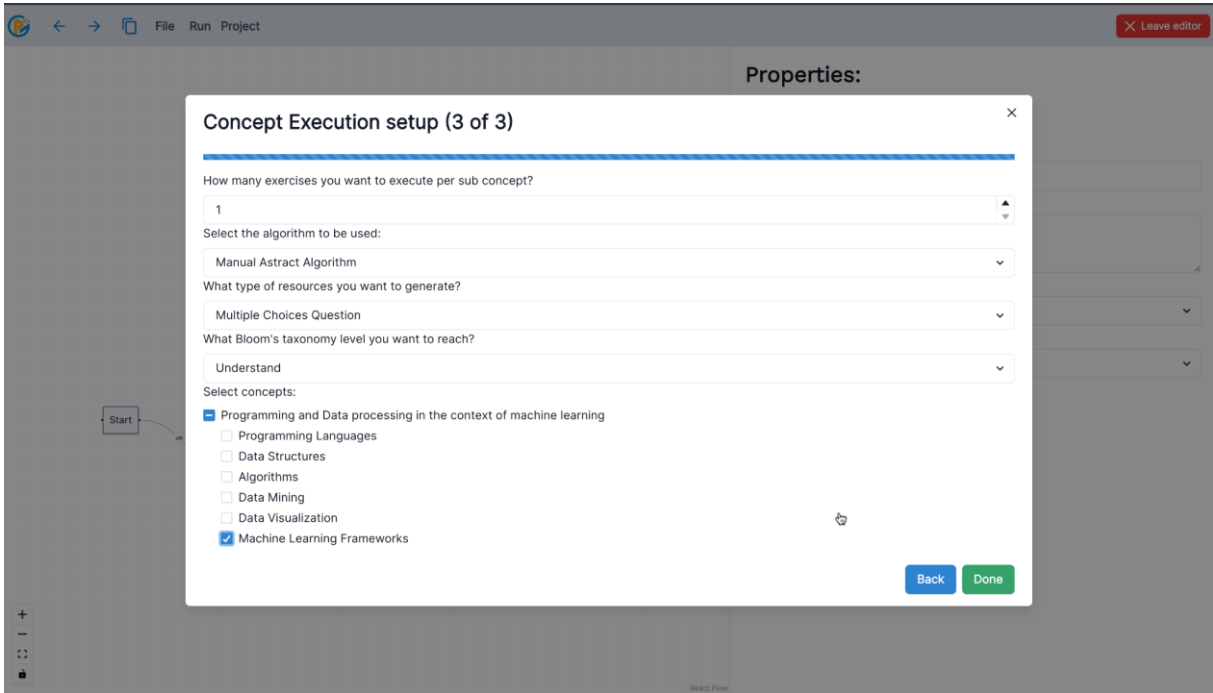 File Run Project
Leave editor
Properties:
Concept Execution setup (3 of 3)
How many exercises you want to execute per sub concept?
1
Select the algorithm to be used:
Manual Astract Algorithm
What type of resources you want to generate?
Multiple Choices Question
What Bloom's taxonomy level you want to reach?
Understand
Select concepts:
Programming and Data processing in the context of machine learning
Start
Programming Languages
Data Structures
Algorithms
Data Mining
Data Visualization
Machine Learning Frameworks
Back Done
React Flow